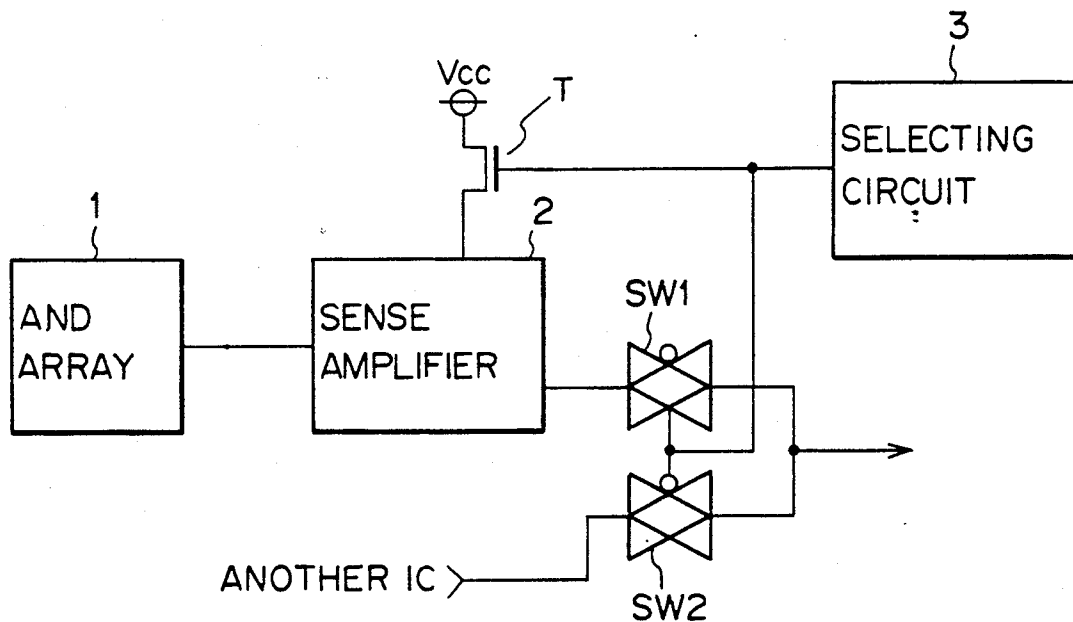 3
Vcc
T
SELECTING
CIRCUIT
1
2
AND
ARRAY
SENSE
AMPLIFIER
SW1
ANOTHER IC
SW2